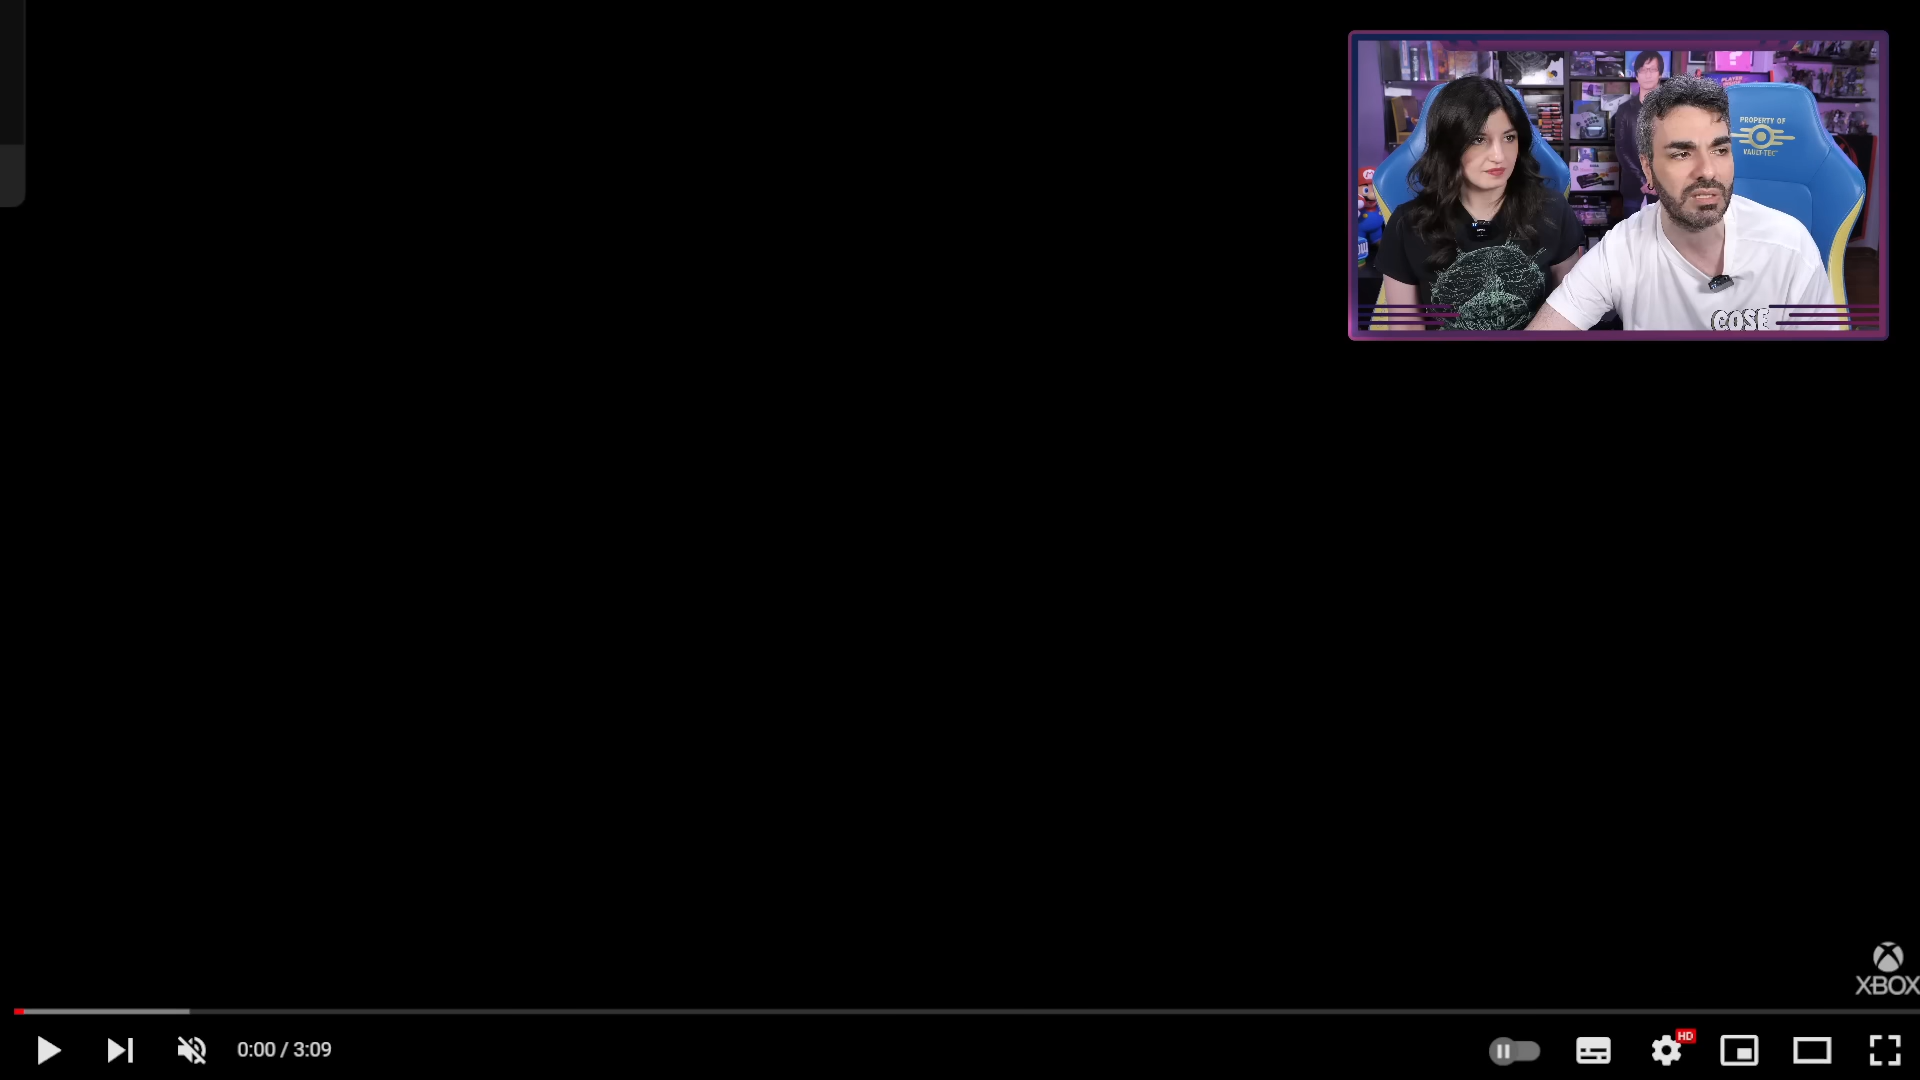 PROPERTY OF
VAULT-TEC
COSE
XBOX
0:00 / 3:09
HD